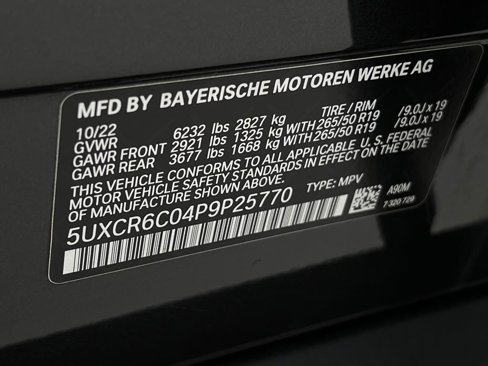 MFD BY BAYERISCHE MOTOREN WERKE AG
10/22 TIRE / RIM
GVWR 6232 lbs 2827 kg
GAWR FRONT 2921 lbs 1325 kg WITH 265/50 R19 /9.0J x 19
GAWR REAR 3677 lbs 1668 kg WITH 265/50 R19 /9.0J x 19
THIS VEHICLE CONFORMS TO ALL APPLICABLE U.S. FEDERAL
MOTOR VEHICLE SAFETY STANDARDS IN EFFECT ON THE DATE
OF MANUFACTURE SHOWN ABOVE.
5UXCR6C04P9P25770 TYPE: MPV
A90M
7 320 729